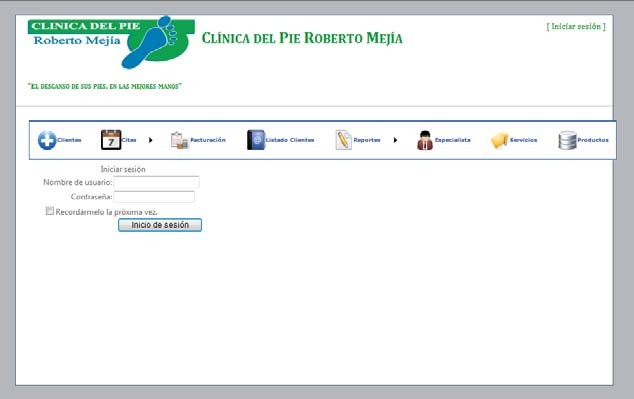 CLINICA DEL PIE
Roberto Mejía
CLÍNICA DEL PIE ROBERTO MEJÍA
[ Iniciar sesión ]
"EL DESCANSO DE SUS PIES, EN LAS MEJORES MANOS"
Clientes 7 Citas Facturación Listado Clientes Reportes Especialista Servicios Productos
Iniciar sesión
Nombre de usuario:
Contraseña:
Recordármelo la próxima vez.
Inicio de sesión